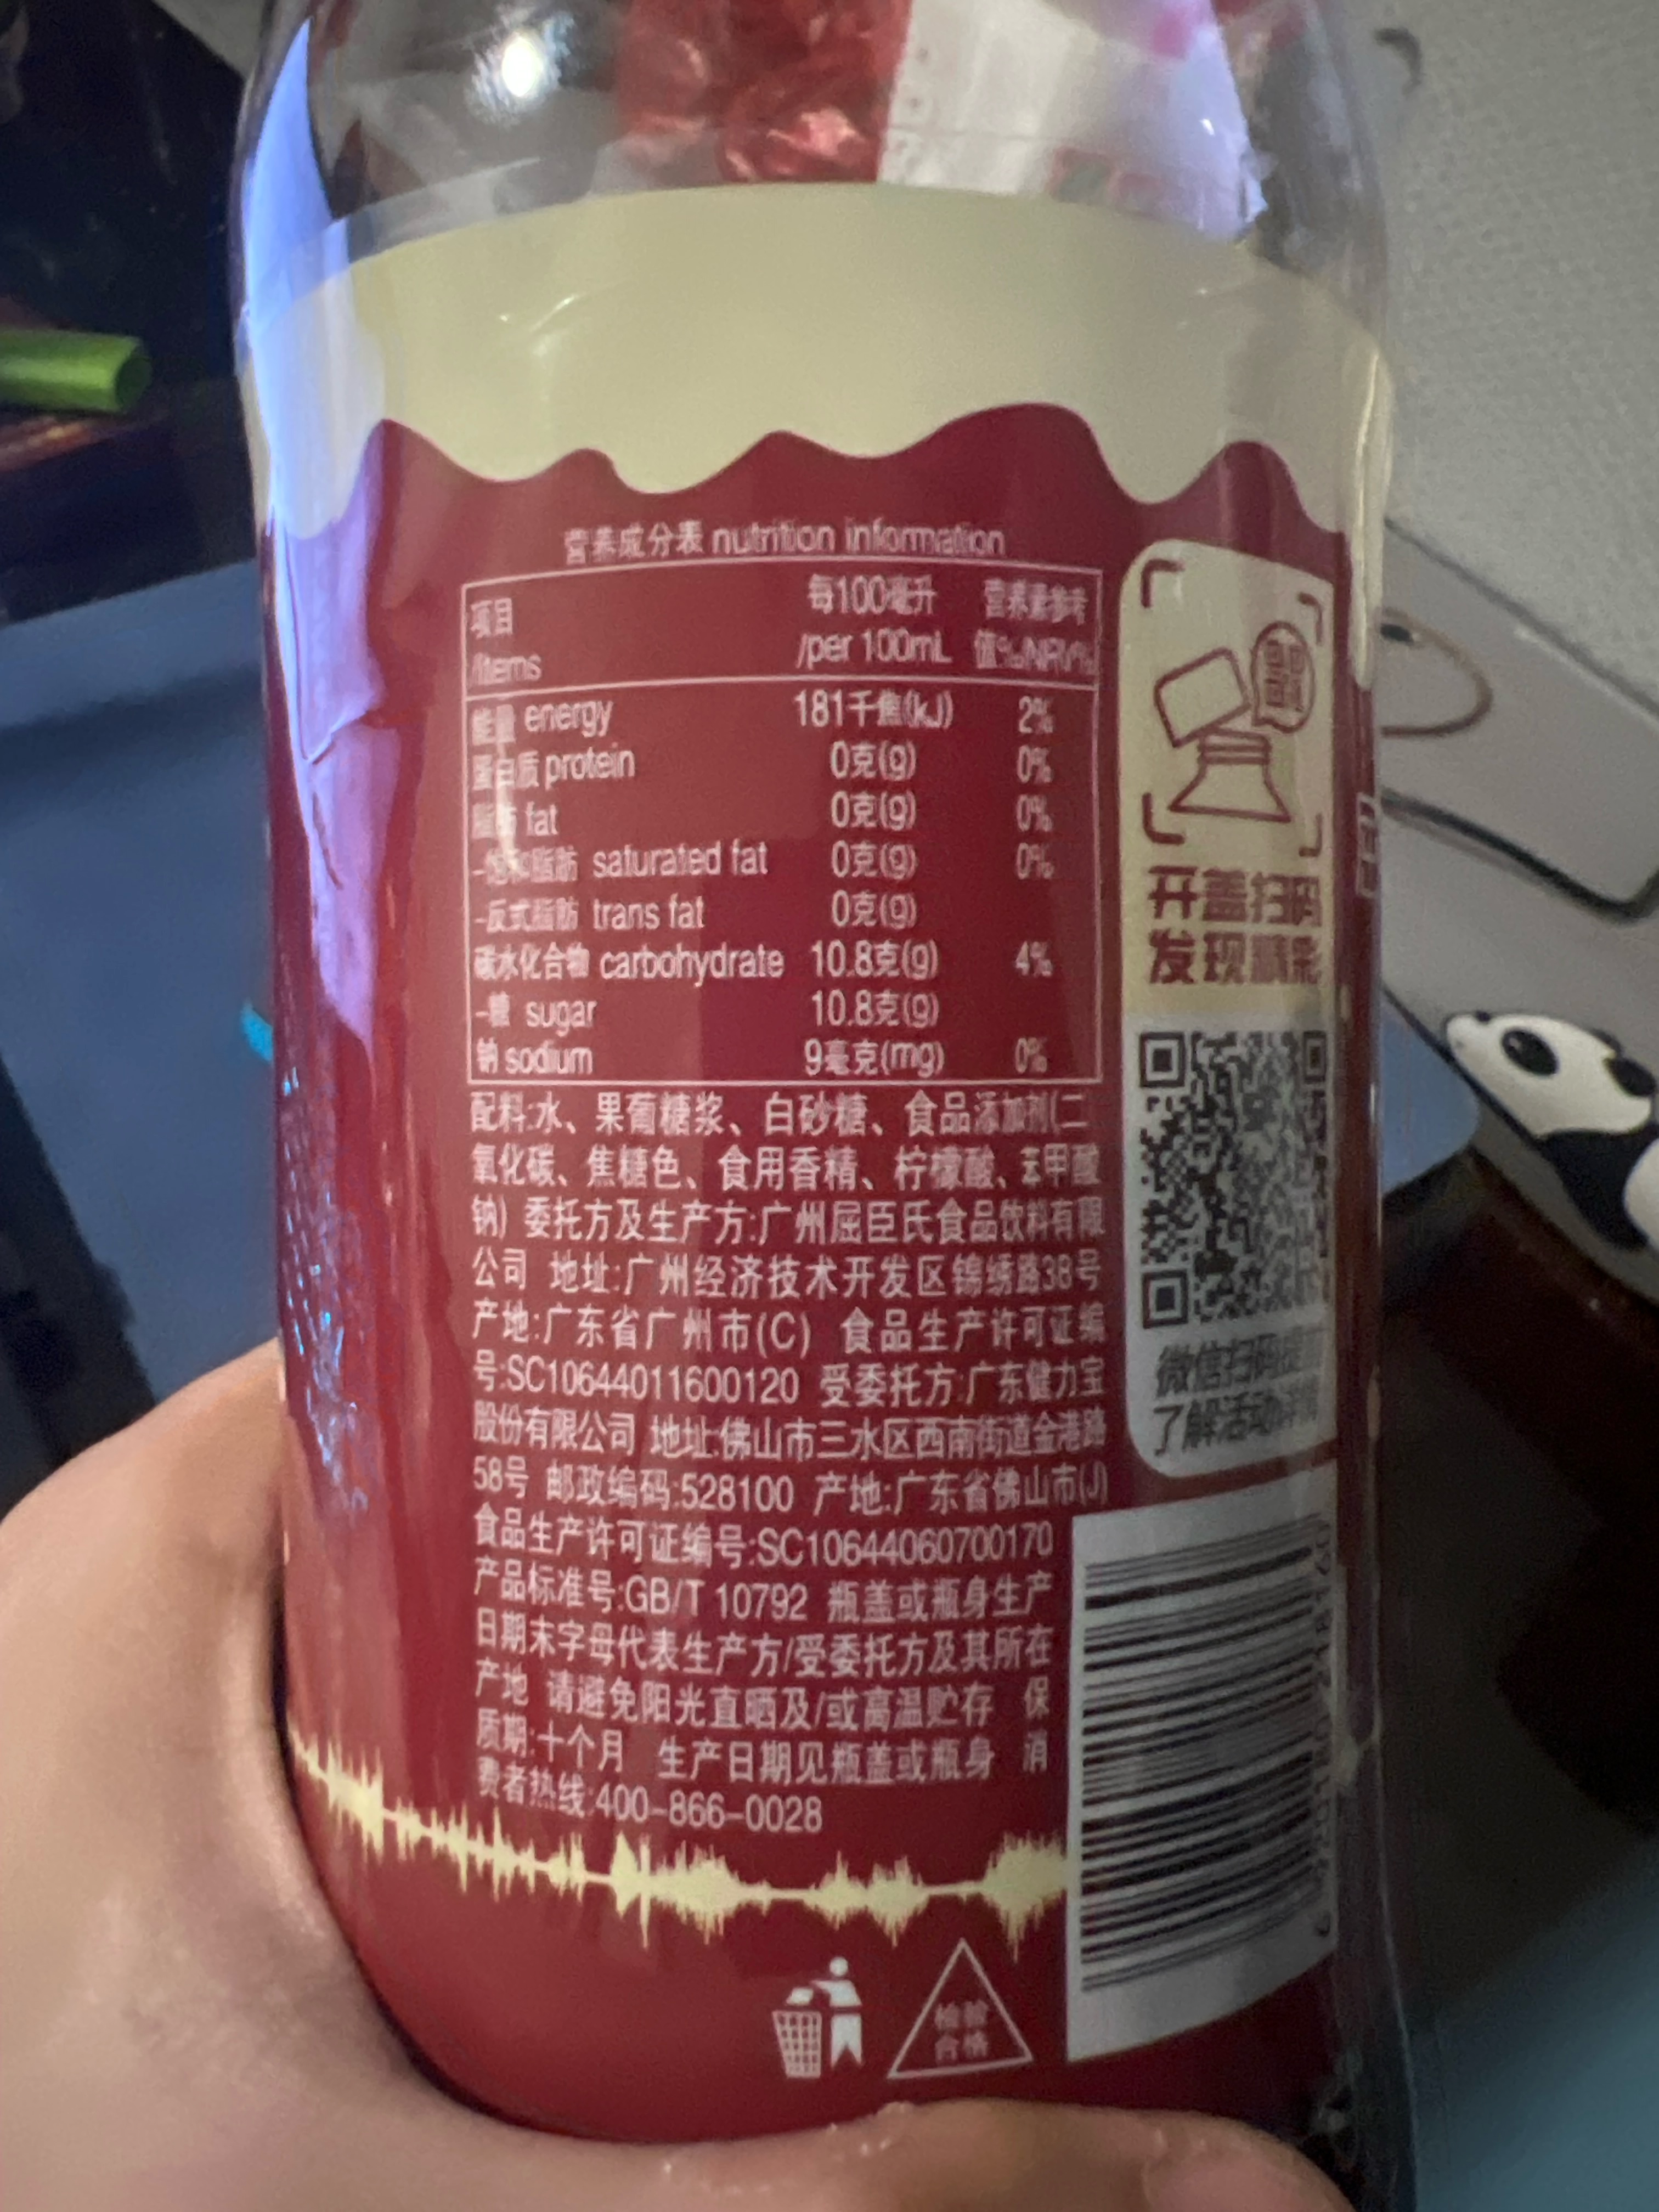 营养成分表 nutrition information
项目 每100毫升 营养素参考
/items /per 100mL 值%NRV%
能量 energy 181千焦(kJ) 2%
蛋白质 protein 0克(g) 0%
脂肪 fat 0克(g) 0%
-饱和脂肪 saturated fat 0克(g) 0%
-反式脂肪 trans fat 0克(g)
碳水化合物 carbohydrate 10.8克(g) 4%
-糖 sugar 10.8克(g)
钠 sodium 9毫克(mg) 0%
配料:水、果葡糖浆、白砂糖、食品添加剂(二
氧化碳、焦糖色、食用香精、柠檬酸、苯甲酸
钠) 委托方及生产方:广州屈臣氏食品饮料有限
公司 地址:广州经济技术开发区锦绣路38号
产地:广东省广州市(C) 食品生产许可证编
号:SC10644011600120 受委托方:广东健力宝
股份有限公司 地址:佛山市三水区西南街道金港路
58号 邮政编码:528100 产地:广东省佛山市(J)
食品生产许可证编号:SC10644060700170
产品标准号:GB/T 10792 瓶盖或瓶身生产
日期末字母代表生产方/受委托方及其所在
产地 请避免阳光直晒及/或高温贮存 保
质期:十个月 生产日期见瓶盖或瓶身 消
费者热线:400-866-0028
开盖扫码
发现精彩
微信扫码提前
了解活动详情
检验
合格